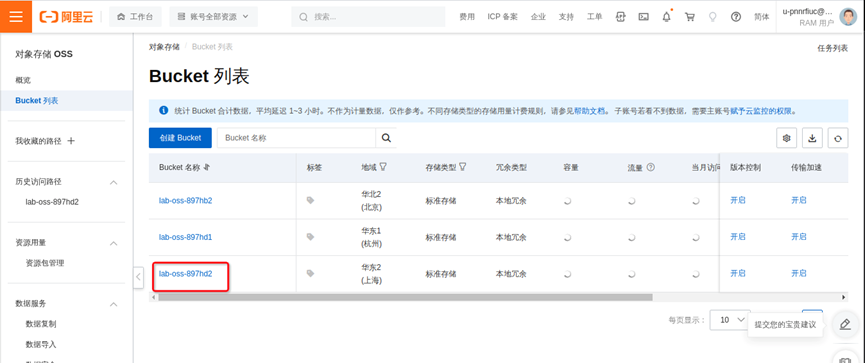 阿里云
工作台
账号全部资源
搜索...
费用
ICP 备案
企业
支持
工单
简体
u-pnnrfiuc@...
RAM 用户
对象存储 OSS
概览
Bucket 列表
我收藏的路径
历史访问路径
lab-oss-897hd2
资源用量
资源包管理
数据服务
数据复制
数据导入
对象存储 / Bucket 列表
任务列表
Bucket 列表
统计 Bucket 合计数据，平均延迟 1~3 小时。不作为计量数据，仅作参考。不同存储类型的存储用量计费规则，请参见帮助文档。子账号若看不到数据，需要主账号赋予云监控的权限。
创建 Bucket
Bucket 名称
Bucket 名称
标签
地域
存储类型
冗余类型
容量
流量
当月访问
版本控制
传输加速
lab-oss-897hb2
华北2
(北京)
标准存储
本地冗余
开启
开启
lab-oss-897hd1
华东1
(杭州)
标准存储
本地冗余
开启
开启
lab-oss-897hd2
华东2
(上海)
标准存储
本地冗余
开启
开启
每页显示：
10
提交您的宝贵建议